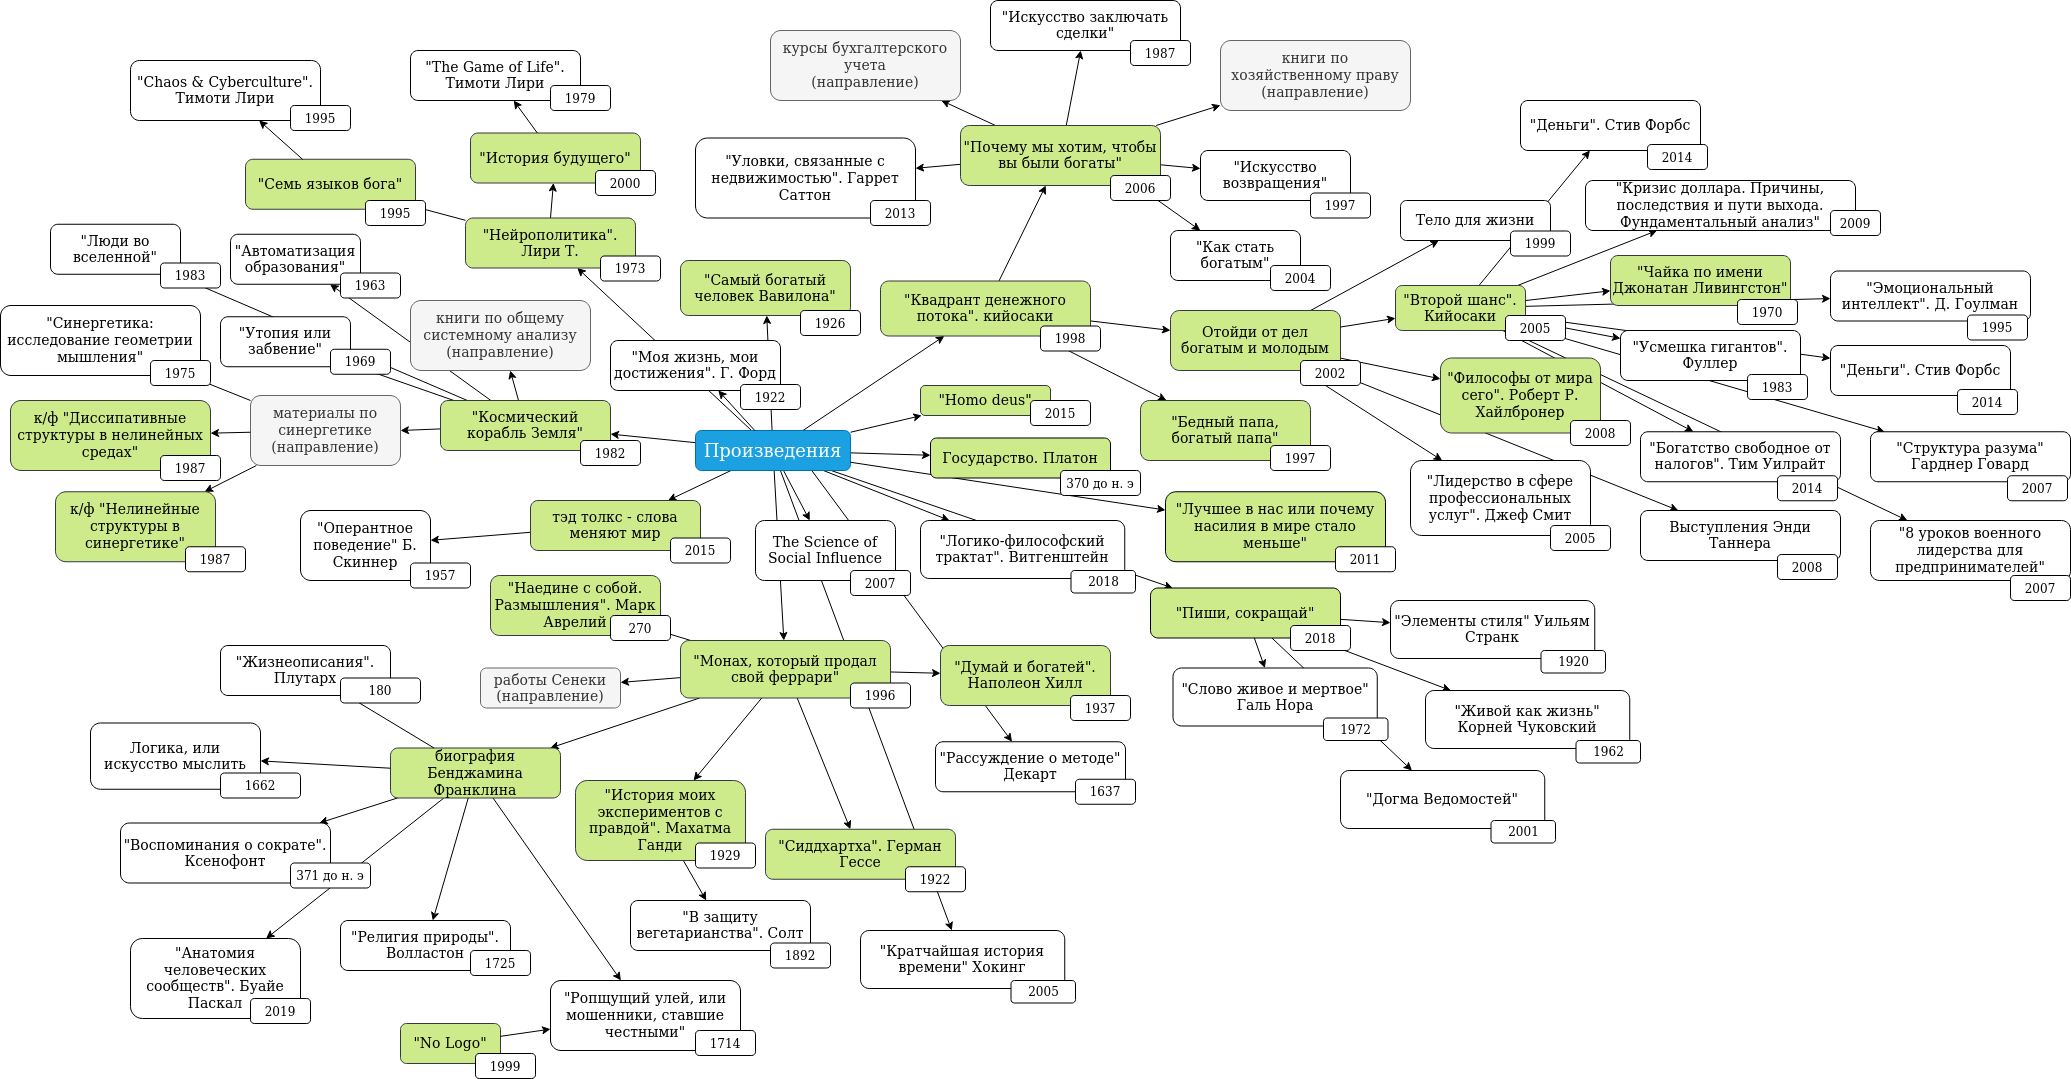 "Искусство заключать
сделки"
1987
курсы бухгалтерского
учета
(направление)
книги по
хозяйственному праву
(направление)
"Chaos & Cyberculture".
Тимоти Лири
1995
"The Game of Life".
Тимоти Лири
1979
"Деньги". Стив Форбс
2014
"Почему мы хотим, чтобы
вы были богаты"
2006
"История будущего"
2000
"Семь языков бога"
1995
"Уловки, связанные с
недвижимостью". Гаррет
Саттон
2013
"Искусство
возвращения"
1997
"Кризис доллара. Причины,
последствия и пути выхода.
Фундаментальный анализ"
2009
Тело для жизни
1999
"Нейрополитика".
Лири Т.
1973
"Люди во
вселенной"
1983
"Автоматизация
образования"
1963
"Как стать
богатым"
2004
"Самый богатый
человек Вавилона"
1926
"Чайка по имени
Джонатан Ливингстон"
1970
"Эмоциональный
интеллект". Д. Гоулман
1995
"Квадрант денежного
потока". кийосаки
1998
"Второй шанс".
Кийосаки
2005
"Синергетика:
исследование геометрии
мышления"
1975
"Утопия или
забвение"
1969
книги по общему
системному анализу
(направление)
Отойди от дел
богатым и молодым
2002
"Моя жизнь, мои
достижения". Г. Форд
1922
"Усмешка гигантов".
Фуллер
1983
"Деньги". Стив Форбс
2014
"Философы от мира
сего". Роберт Р.
Хайлбронер
2008
"Homo deus"
2015
к/ф "Диссипативные
структуры в нелинейных
средах"
1987
материалы по
синергетике
(направление)
"Космический
корабль Земля"
1982
Произведения
"Бедный папа,
богатый папа"
1997
Государство. Платон
370 до н. э
"Богатство свободное от
налогов". Тим Уилрайт
2014
"Структура разума"
Гарднер Говард
2007
"Лидерство в сфере
профессиональных
услуг". Джеф Смит
2005
к/ф "Нелинейные
структуры в
синергетике"
1987
"Оперантное
поведение" Б.
Скиннер
1957
тэд толкс - слова
меняют мир
2015
The Science of
Social Influence
2007
"Логико-философский
трактат". Витгенштейн
2018
"Лучшее в нас или почему
насилия в мире стало
меньше"
2011
Выступления Энди
Таннера
2008
"8 уроков военного
лидерства для
предпринимателей"
2007
"Наедине с собой.
Размышления". Марк
Аврелий
270
"Пиши, сокращай"
2018
"Элементы стиля" Уильям
Странк
1920
"Жизнеописания".
Плутарх
180
работы Сенеки
(направление)
"Монах, который продал
свой феррари"
1996
"Думай и богатей".
Наполеон Хилл
1937
"Слово живое и мертвое"
Галь Нора
1972
"Живой как жизнь"
Корней Чуковский
1962
Логика, или
искусство мыслить
1662
биография
Бенджамина
Франклина
"Рассуждение о методе"
Декарт
1637
"Догма Ведомостей"
2001
"История моих
экспериментов с
правдой". Махатма
Ганди
1929
"Сиддхартха". Герман
Гессе
1922
"Воспоминания о сократе".
Ксенофонт
371 до н. э
"В защиту
вегетарианства". Солт
1892
"Религия природы".
Волластон
1725
"Кратчайшая история
времени" Хокинг
2005
"Анатомия
человеческих
сообществ". Буайе
Паскал
2019
"Ропщущий улей, или
мошенники, ставшие
честными"
1714
"No Logo"
1999